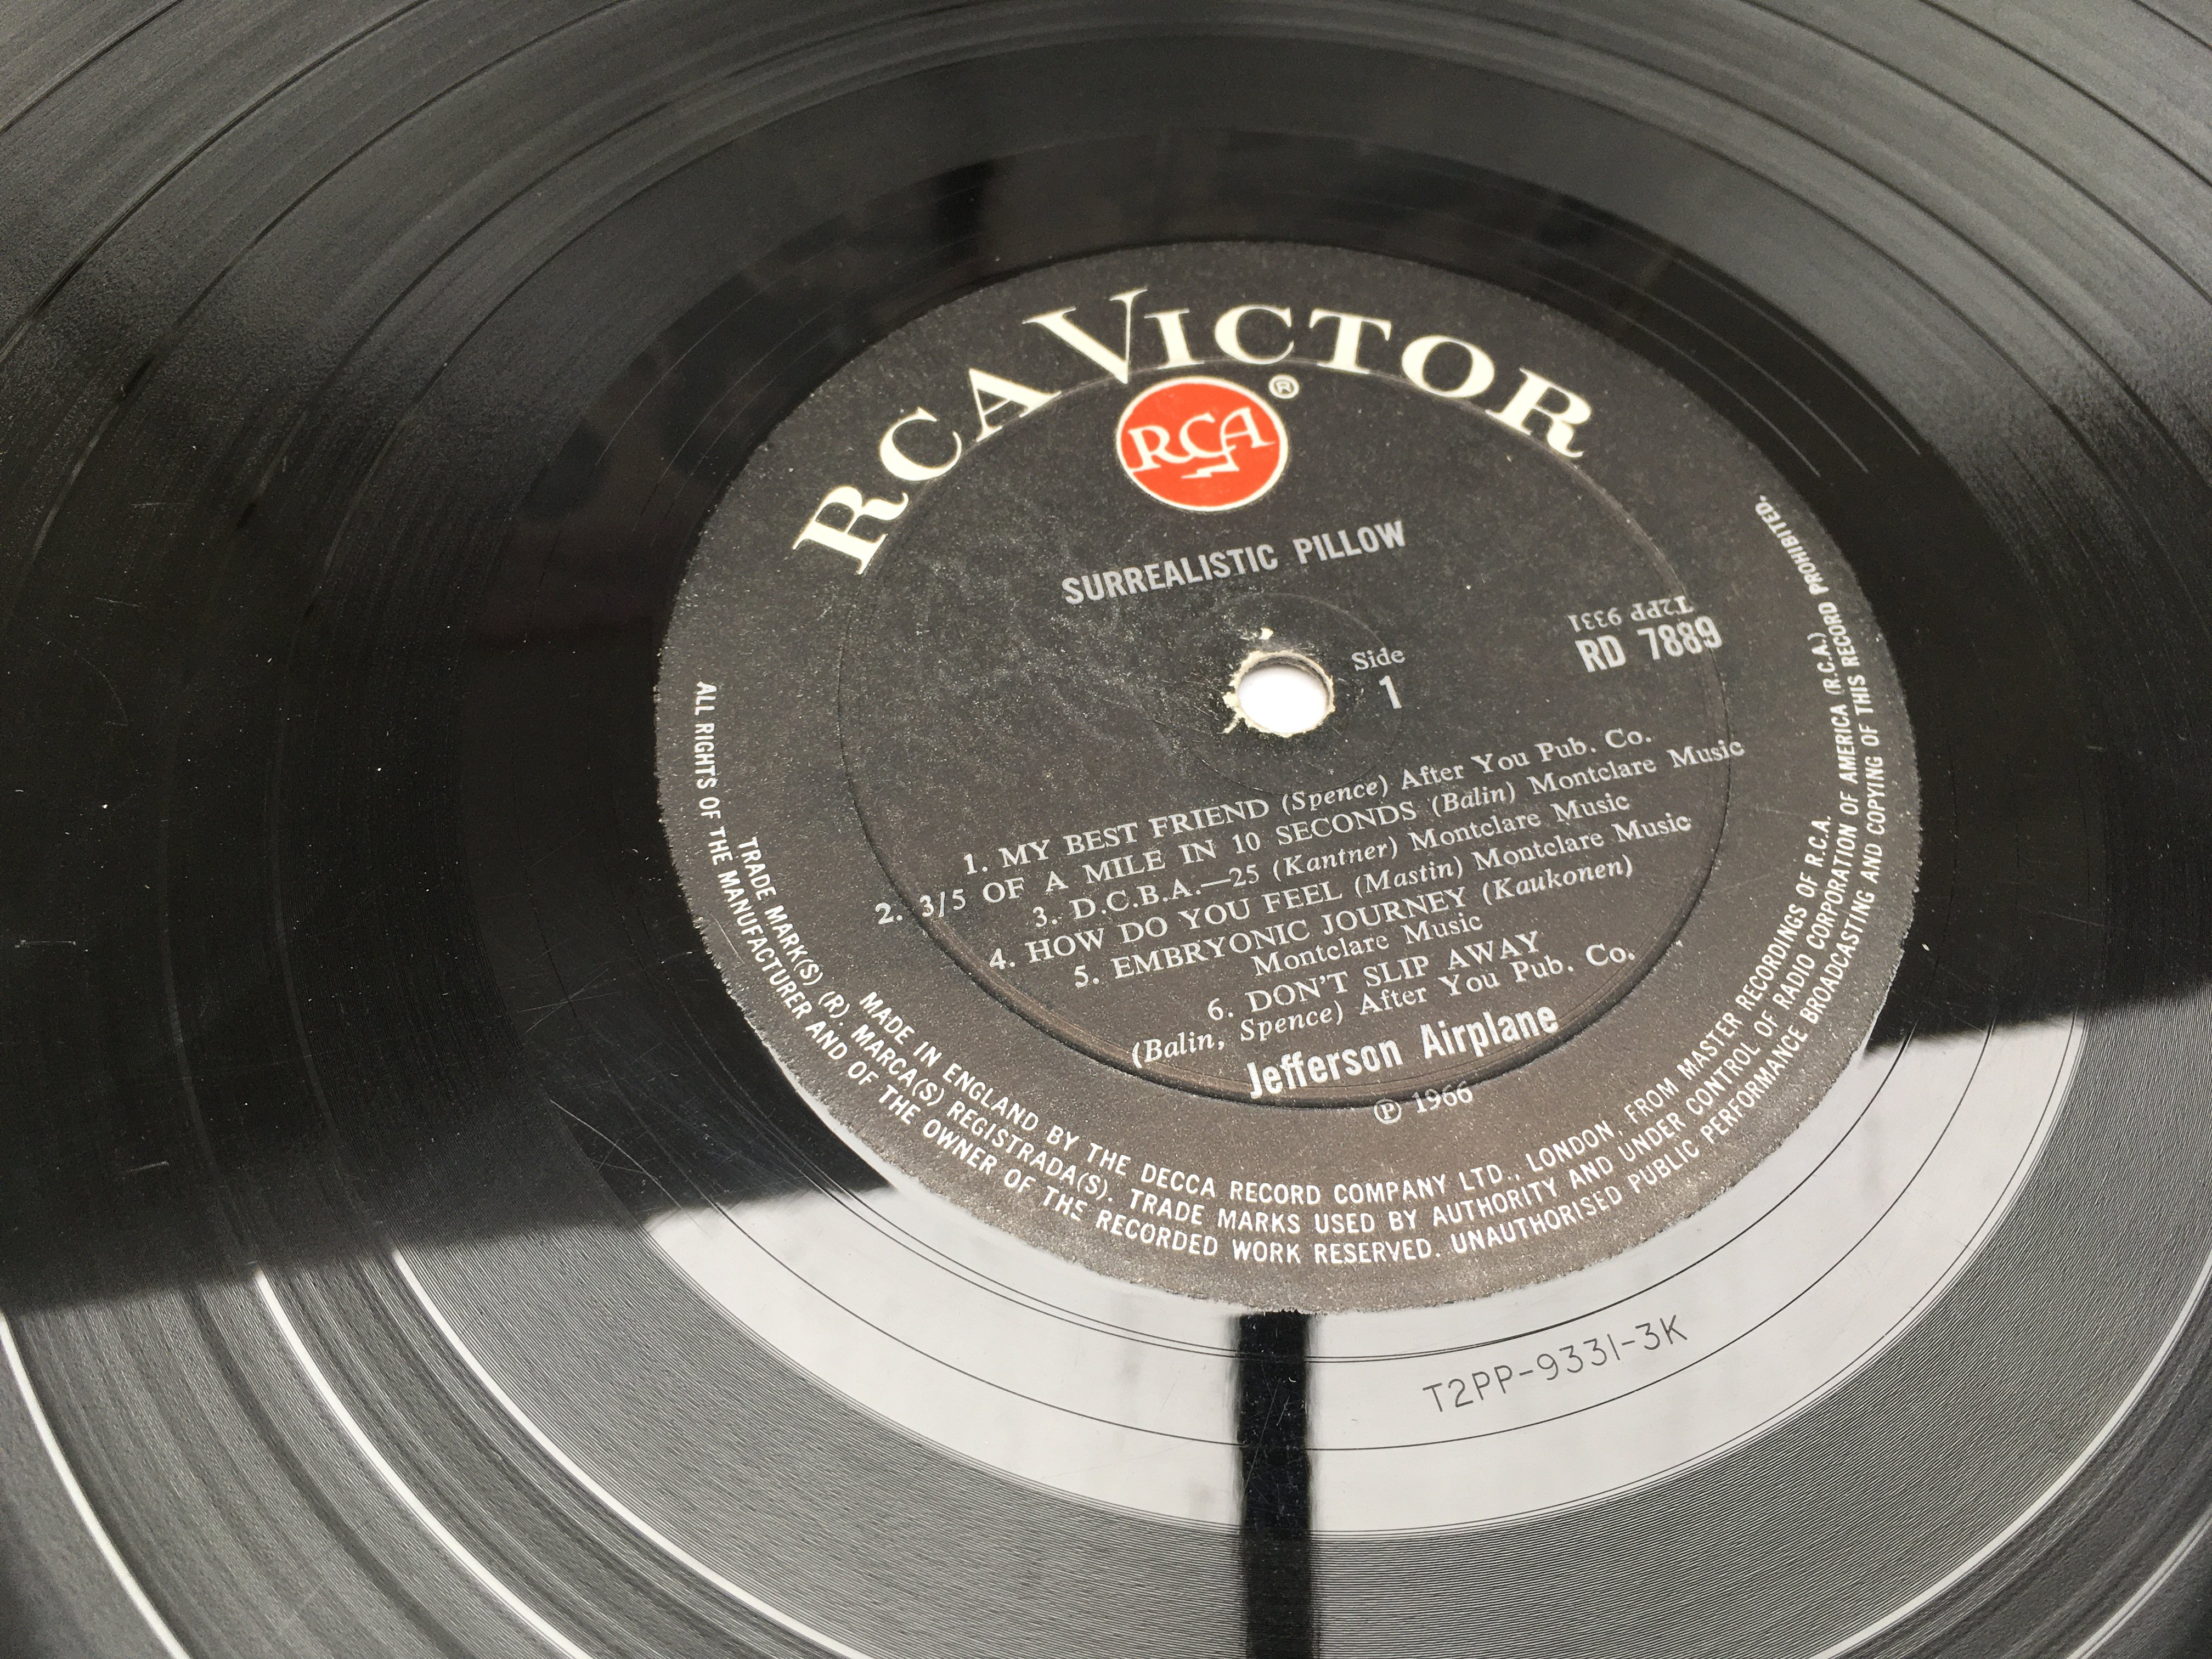 RCA VICTOR
RCA ®
SURREALISTIC PILLOW
T2PP 9331
Side
1
RD 7889
1. MY BEST FRIEND (Spence) After You Pub. Co.
2. 3/5 OF A MILE IN 10 SECONDS (Balin) Montclare Music
3. D.C.B.A.—25 (Kantner) Montclare Music
4. HOW DO YOU FEEL (Mastin) Montclare Music
5. EMBRYONIC JOURNEY (Kaukonen)
Montclare Music
6. DON'T SLIP AWAY
(Balin, Spence) After You Pub. Co.
Jefferson Airplane
℗ 1966
MADE IN ENGLAND BY THE DECCA RECORD COMPANY LTD., LONDON, FROM MASTER RECORDINGS OF R.C.A.
TRADE MARK(S) (R). MARCA(S) REGISTRADA(S). TRADE MARKS USED BY AUTHORITY AND UNDER CONTROL OF RADIO CORPORATION OF AMERICA (R.C.A.)
ALL RIGHTS OF THE MANUFACTURER AND OF THE OWNER OF THE RECORDED WORK RESERVED. UNAUTHORISED PUBLIC PERFORMANCE BROADCASTING AND COPYING OF THIS RECORD PROHIBITED.
T2PP-9331-3K